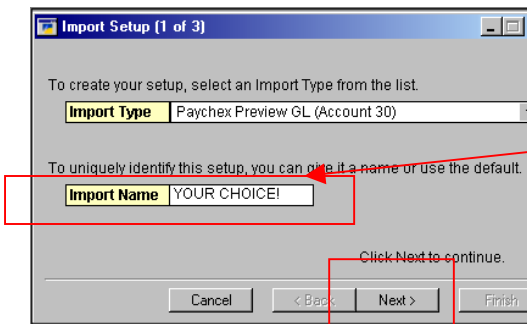 Import Setup (1 of 3)
To create your setup, select an Import Type from the list.
Import Type Paychex Preview GL (Account 30)
To uniquely identify this setup, you can give it a name or use the default.
Import Name YOUR CHOICE!
Click Next to continue.
Cancel < Back Next > Finish